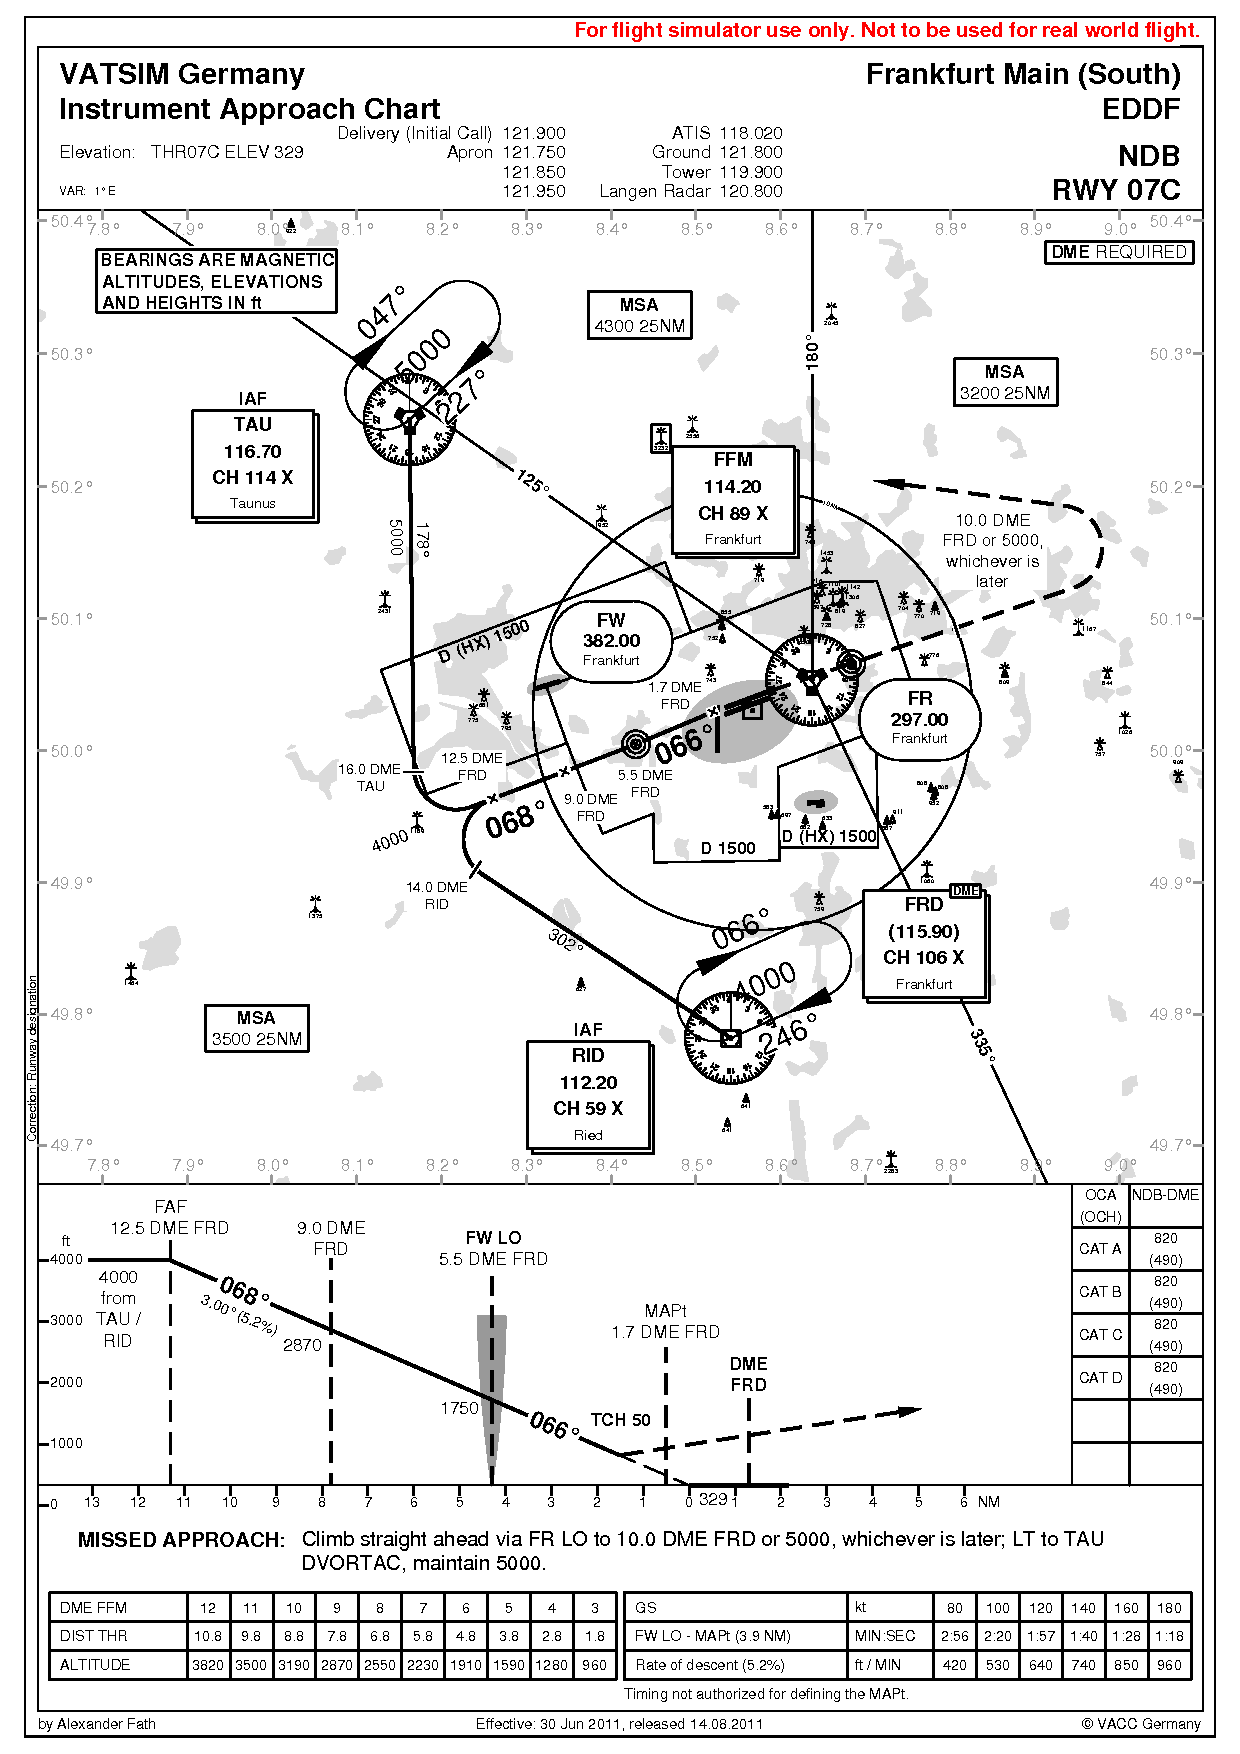 For flight simulator use only. Not to be used for real world flight.
VATSIM Germany
Instrument Approach Chart
Frankfurt Main (South)
EDDF
NDB
RWY 07C
Elevation: THR07C ELEV 329
VAR: 1° E
Delivery (Initial Call) 121.900
Apron 121.750
121.850
121.950
ATIS 118.020
Ground 121.800
Tower 119.900
Langen Radar 120.800
50.4° 7.8° 7.9° 8.0° 8.1° 8.2° 8.3° 8.4° 8.5° 8.6° 8.7° 8.8° 8.9° 9.0° 50.4°
BEARINGS ARE MAGNETIC
ALTITUDES, ELEVATIONS
AND HEIGHTS IN ft
DME REQUIRED
MSA
4300 25NM
MSA
3200 25NM
047°
5000
227°
180°
50.3° 50.3°
IAF
TAU
116.70
CH 114 X
Taunus
FFM
114.20
CH 89 X
Frankfurt
125°
178°
5000
50.2° 50.2°
10.0 DME
FRD or 5000,
whichever is
later
D (HX) 1500
FW
382.00
Frankfurt
50.1° 50.1°
1.7 DME
FRD
FR
297.00
Frankfurt
066°
50.0° 50.0°
16.0 DME
TAU
12.5 DME
FRD
5.5 DME
FRD
9.0 DME
FRD
068°
4000
D 1500
D (HX) 1500
14.0 DME
RID
49.9° 49.9°
302°
DME
FRD
(115.90)
CH 106 X
Frankfurt
066°
4000
246°
335°
MSA
3500 25NM
49.8° 49.8°
IAF
RID
112.20
CH 59 X
Ried
49.7° 49.7°
7.8° 7.9° 8.0° 8.1° 8.2° 8.3° 8.4° 8.5° 8.6° 8.7° 8.8° 8.9° 9.0°
Correction: Runway designation
FAF
12.5 DME FRD
9.0 DME
FRD
FW LO
5.5 DME FRD
MAPt
1.7 DME FRD
DME
FRD
ft
4000
3000
2000
1000
0
4000
from
TAU /
RID
068°
3.00° (5.2%)
2870
1750
066°
TCH 50
329
13 12 11 10 9 8 7 6 5 4 3 2 1 0 1 2 3 4 5 6 NM
OCA
(OCH)
NDB-DME
CAT A 820
(490)
CAT B 820
(490)
CAT C 820
(490)
CAT D 820
(490)
MISSED APPROACH: Climb straight ahead via FR LO to 10.0 DME FRD or 5000, whichever is later; LT to TAU
DVORTAC, maintain 5000.
DME FFM 12 11 10 9 8 7 6 5 4 3
DIST THR 10.8 9.8 8.8 7.8 6.8 5.8 4.8 3.8 2.8 1.8
ALTITUDE 3820 3500 3190 2870 2550 2230 1910 1590 1280 960
GS kt 80 100 120 140 160 180
FW LO - MAPt (3.9 NM) MIN:SEC 2:56 2:20 1:57 1:40 1:28 1:18
Rate of descent (5.2%) ft / MIN 420 530 640 740 850 960
Timing not authorized for defining the MAPt.
by Alexander Fath
Effective: 30 Jun 2011, released 14.08.2011
© VACC Germany